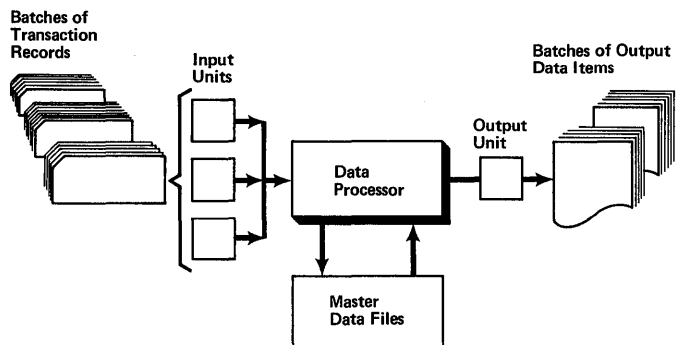 Batches of
Transaction
Records
Input
Units
Data
Processor
Master
Data Files
Output
Unit
Batches of Output
Data Items